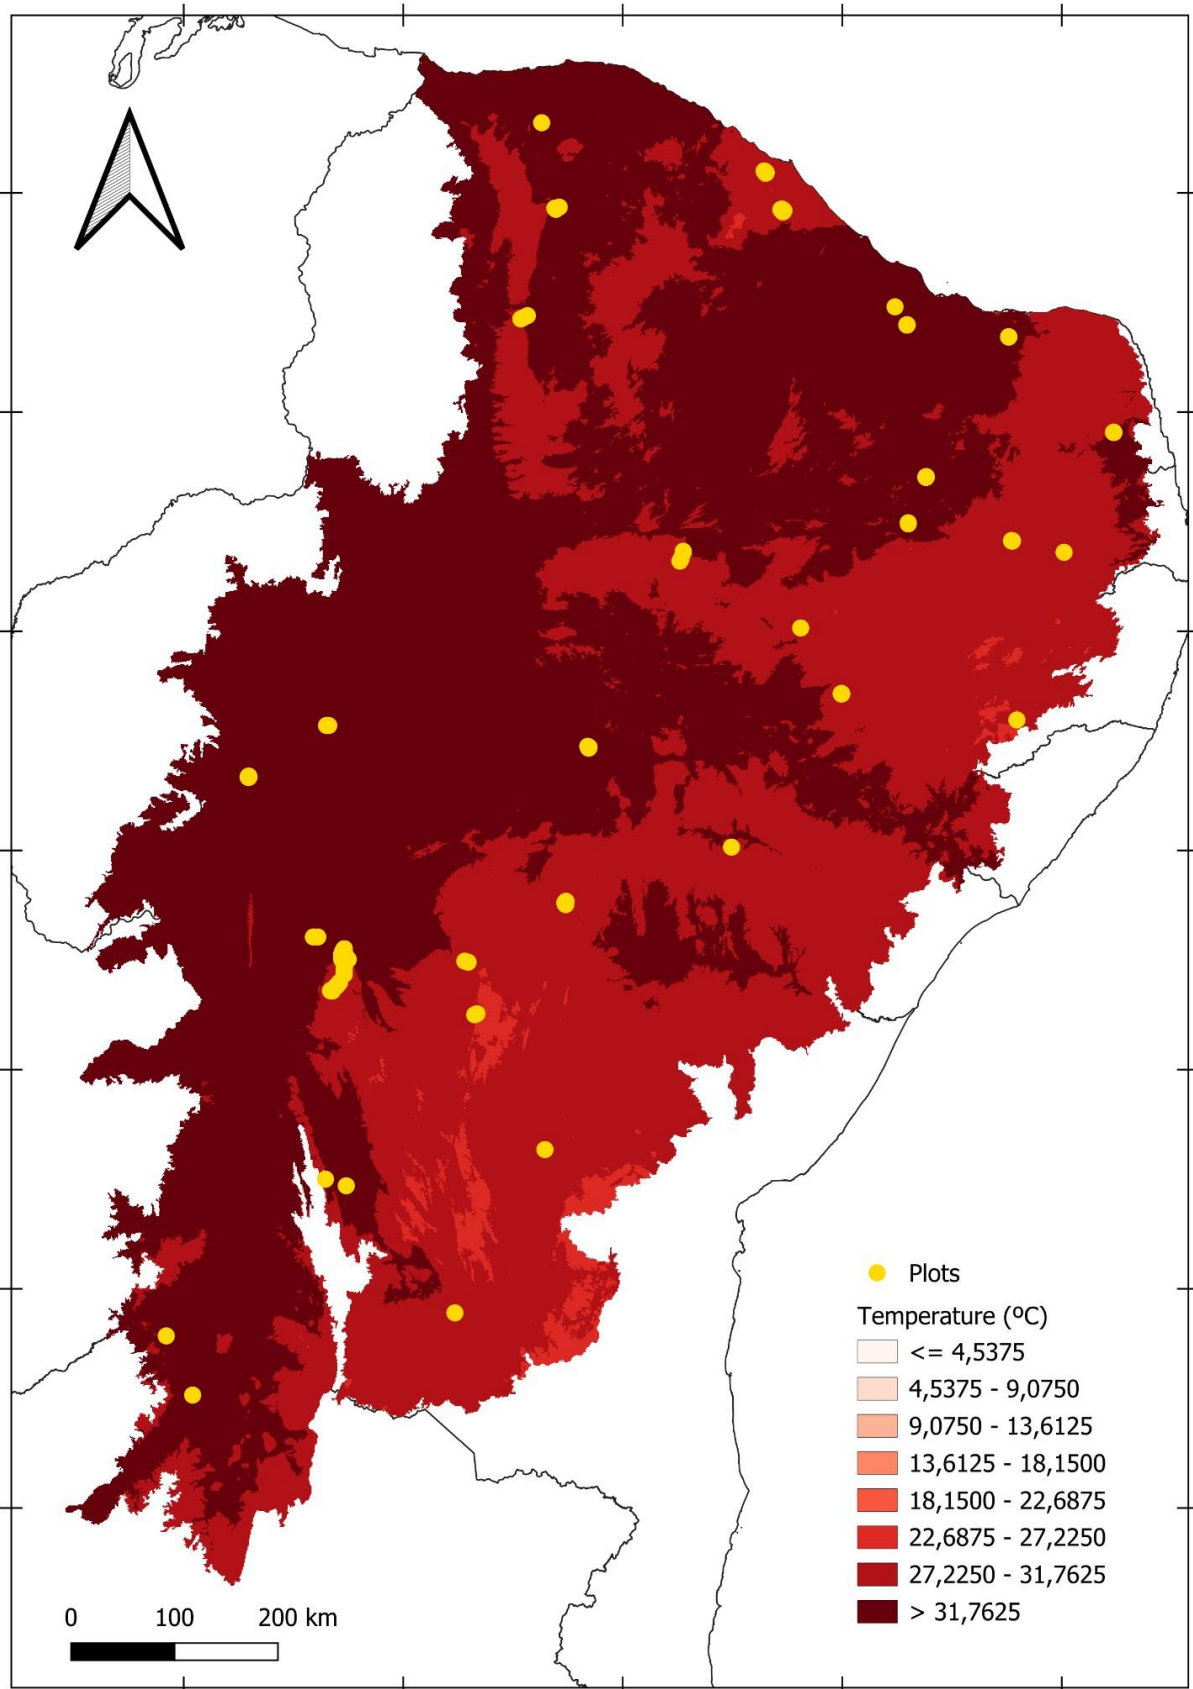 Plots
Temperature (ºC)
<= 4,5375
4,5375 - 9,0750
9,0750 - 13,6125
13,6125 - 18,1500
18,1500 - 22,6875
22,6875 - 27,2250
27,2250 - 31,7625
> 31,7625
0 100 200 km